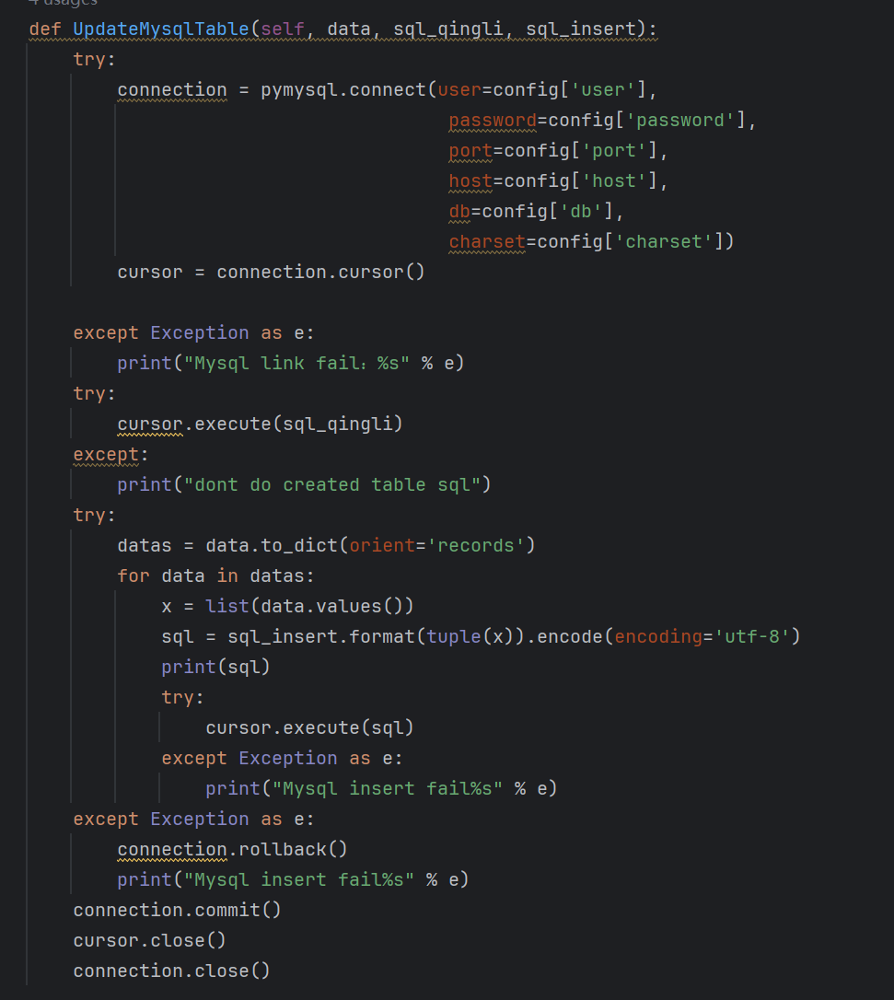 4 usages
def UpdateMysqlTable(self, data, sql_qingli, sql_insert):
    try:
        connection = pymysql.connect(user=config['user'],
                                      password=config['password'],
                                      port=config['port'],
                                      host=config['host'],
                                      db=config['db'],
                                      charset=config['charset'])
        cursor = connection.cursor()

    except Exception as e:
        print("Mysql link fail：%s" % e)
    try:
        cursor.execute(sql_qingli)
    except:
        print("dont do created table sql")
    try:
        datas = data.to_dict(orient='records')
        for data in datas:
            x = list(data.values())
            sql = sql_insert.format(tuple(x)).encode(encoding='utf-8')
            print(sql)
            try:
                cursor.execute(sql)
            except Exception as e:
                print("Mysql insert fail%s" % e)
    except Exception as e:
        connection.rollback()
        print("Mysql insert fail%s" % e)
    connection.commit()
    cursor.close()
    connection.close()